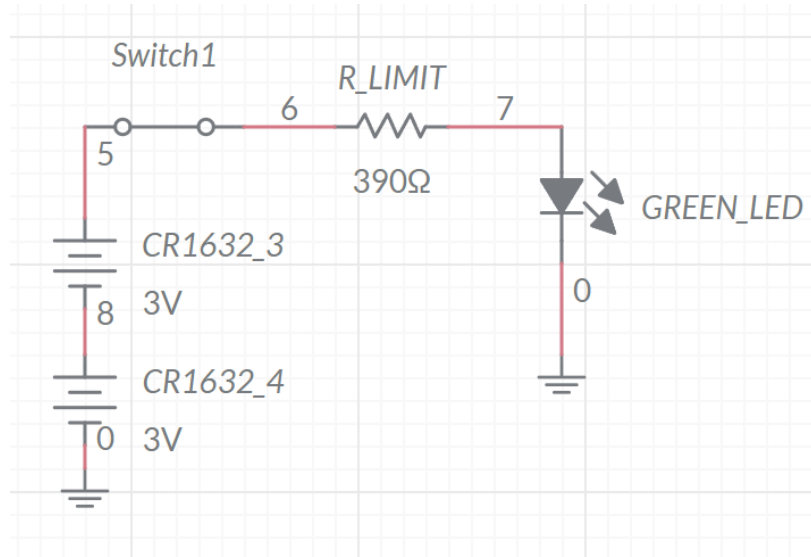 Switch1
R_LIMIT
6
7
5
390Ω
GREEN_LED
CR1632_3
3V
0
8
CR1632_4
0
3V